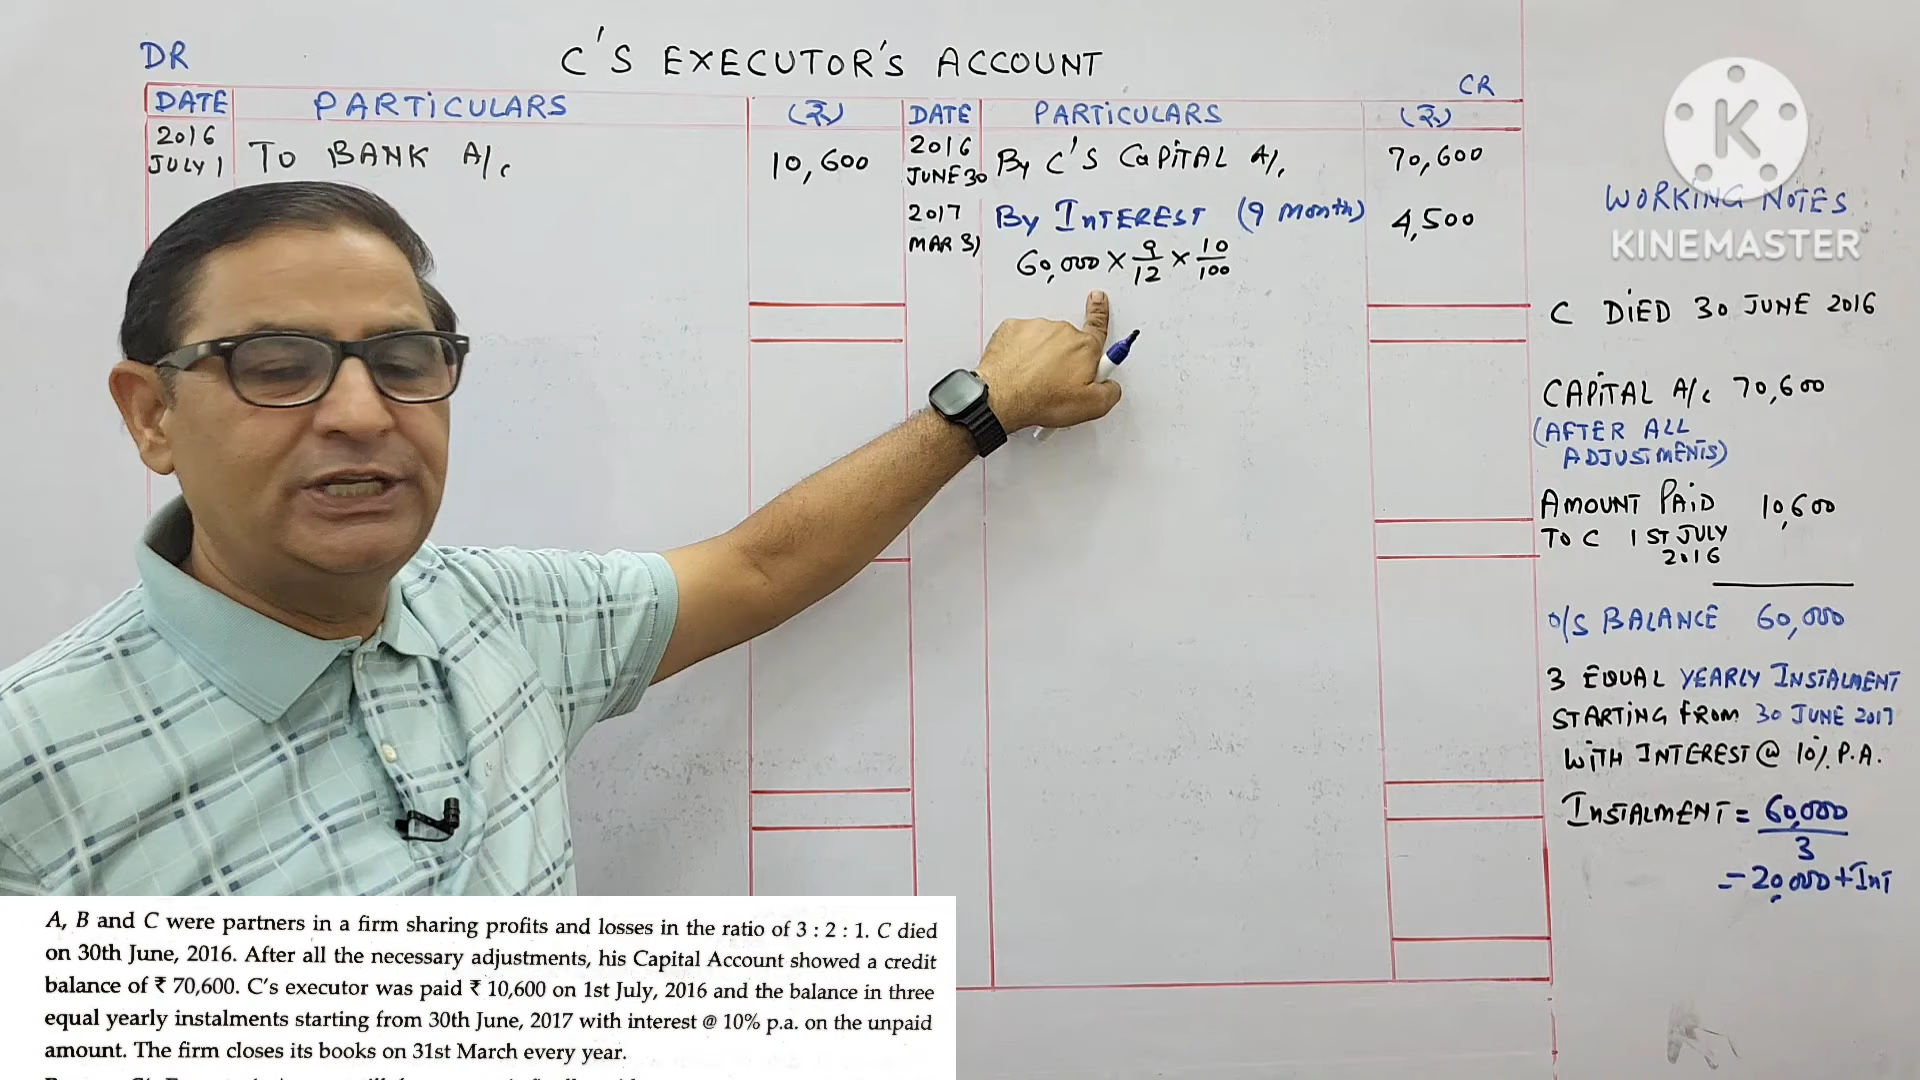 C'S EXECUTOR'S ACCOUNT
DR
CR
DATE PARTICULARS (₹) DATE PARTICULARS (₹)
2016
JULY 1 TO BANK A/c 10,600
2016
JUNE 30 By C'S CAPITAL A/c 70,600
2017
MAR 31 By INTEREST (9 MONTH) 4,500
60,000 × 9/12 × 10/100
K
WORKING NOTES
KINEMASTER
C DIED 30 JUNE 2016
CAPITAL A/c 70,600
(AFTER ALL
ADJUSTMENTS)
AMOUNT PAID 10,600
TO C 1ST JULY
2016
O/S BALANCE 60,000
3 EQUAL YEARLY INSTALMENT
STARTING FROM 30 JUNE 2017
WITH INTEREST @ 10% P.A.
INSTALMENT = 60,000
3
= 20,000 + INT
A, B and C were partners in a firm sharing profits and losses in the ratio of 3 : 2 : 1. C died
on 30th June, 2016. After all the necessary adjustments, his Capital Account showed a credit
balance of ₹ 70,600. C's executor was paid ₹ 10,600 on 1st July, 2016 and the balance in three
equal yearly instalments starting from 30th June, 2017 with interest @ 10% p.a. on the unpaid
amount. The firm closes its books on 31st March every year.